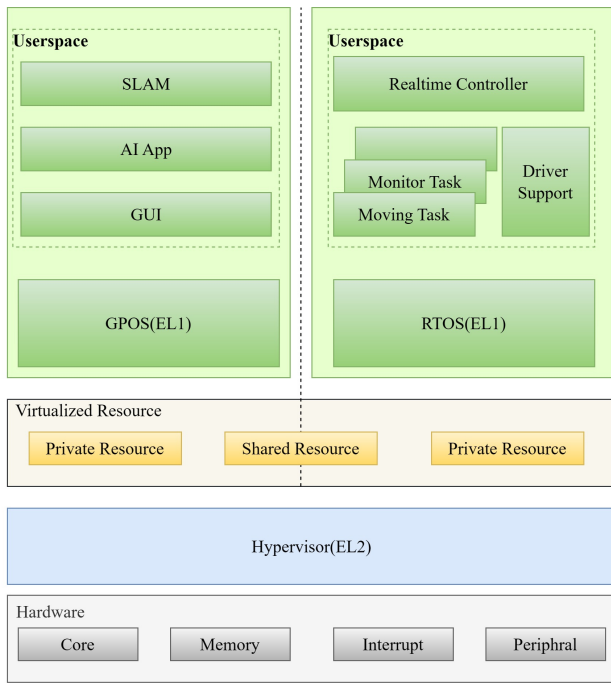 Userspace
SLAM
AI App
GUI
GPOS(EL1)
Userspace
Realtime Controller
Monitor Task
Moving Task
Driver
Support
RTOS(EL1)
Virtualized Resource
Private Resource
Shared Resource
Private Resource
Hypervisor(EL2)
Hardware
Core
Memory
Interrupt
Periphral